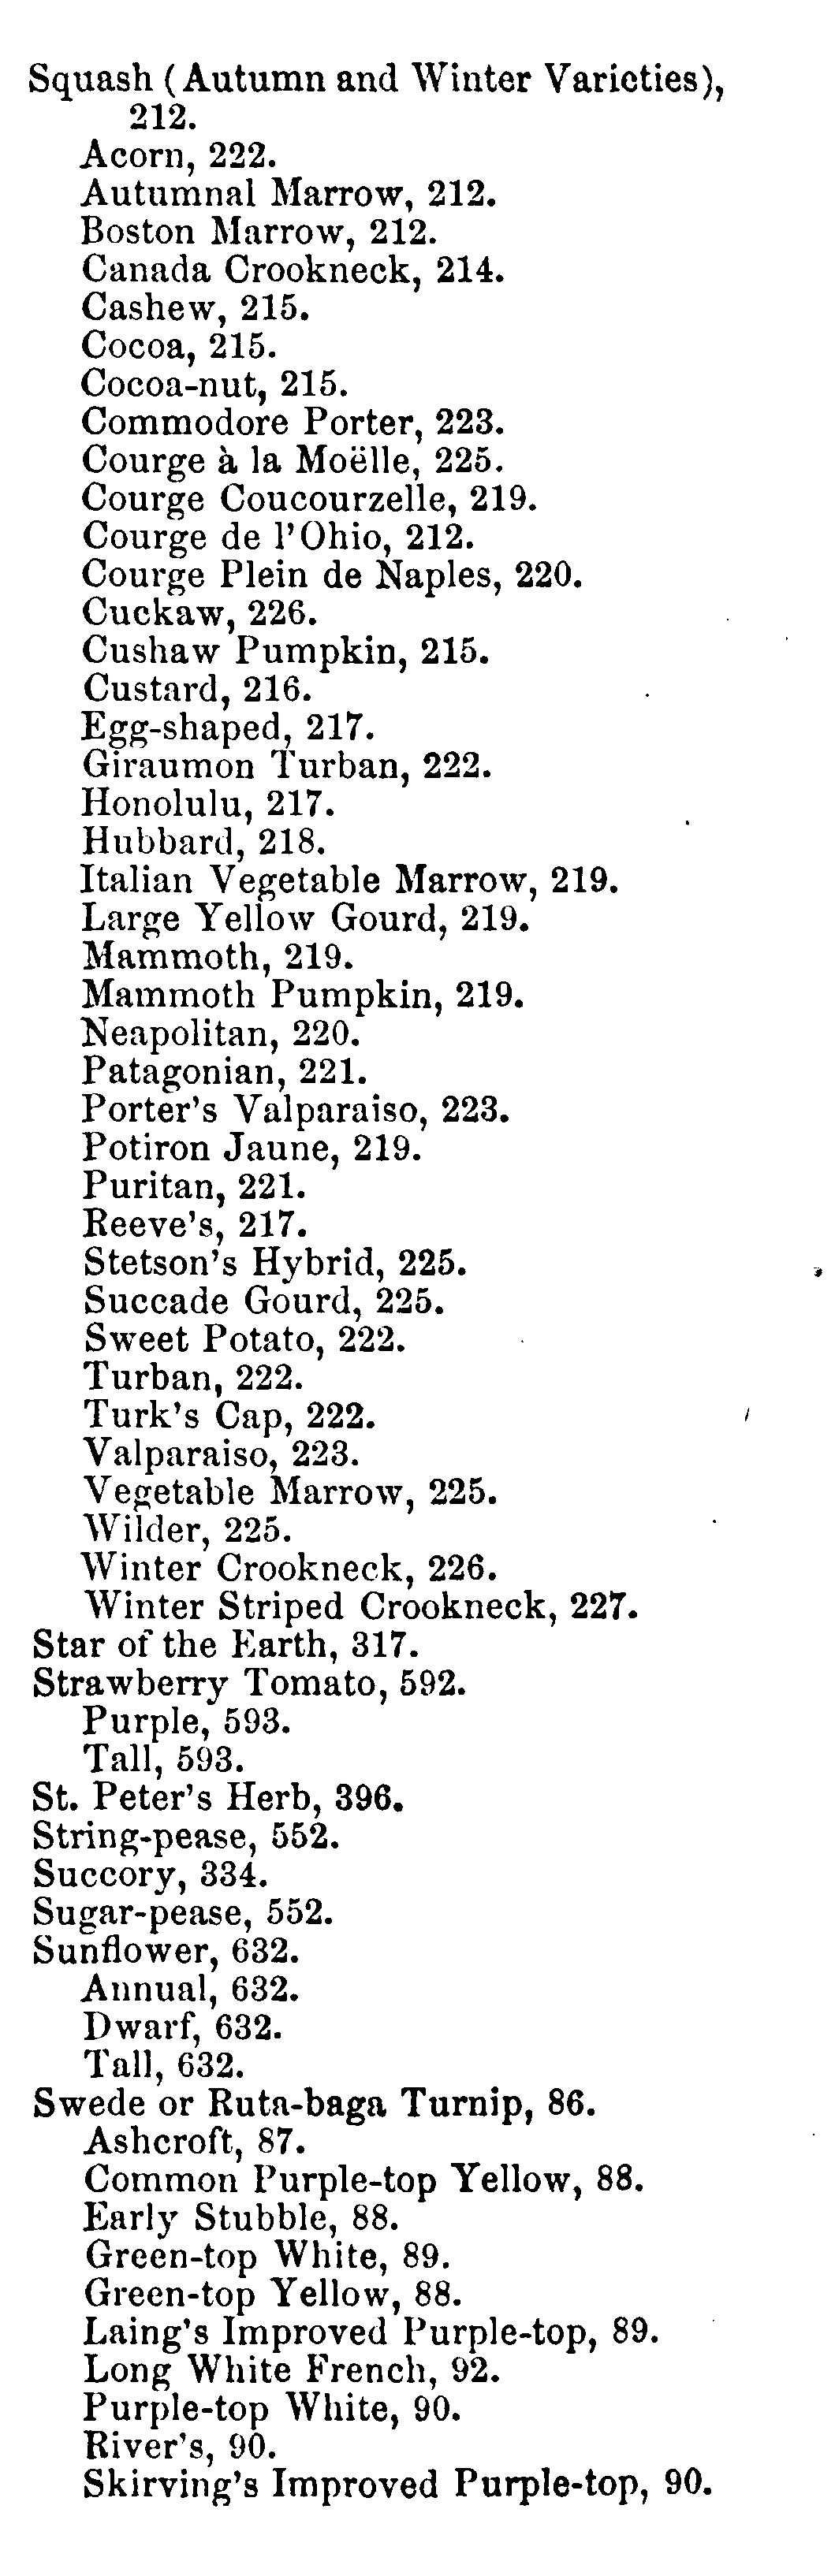 Squash (Autumn and Winter Varieties),
212.
Acorn, 222.
Autumnal Marrow, 212.
Boston Marrow, 212.
Canada Crookneck, 214.
Cashew, 215.
Cocoa, 215.
Cocoa-nut, 215.
Commodore Porter, 223.
Courge à la Moëlle, 225.
Courge Coucourzelle, 219.
Courge de l'Ohio, 212.
Courge Plein de Naples, 220.
Cuckaw, 226.
Cushaw Pumpkin, 215.
Custard, 216.
Egg-shaped, 217.
Giraumon Turban, 222.
Honolulu, 217.
Hubbard, 218.
Italian Vegetable Marrow, 219.
Large Yellow Gourd, 219.
Mammoth, 219.
Mammoth Pumpkin, 219.
Neapolitan, 220.
Patagonian, 221.
Porter's Valparaiso, 223.
Potiron Jaune, 219.
Puritan, 221.
Reeve's, 217.
Stetson's Hybrid, 225.
Succade Gourd, 225.
Sweet Potato, 222.
Turban, 222.
Turk's Cap, 222.
Valparaiso, 223.
Vegetable Marrow, 225.
Wilder, 225.
Winter Crookneck, 226.
Winter Striped Crookneck, 227.
Star of the Earth, 317.
Strawberry Tomato, 592.
Purple, 593.
Tall, 593.
St. Peter's Herb, 396.
String-pease, 552.
Succory, 334.
Sugar-pease, 552.
Sunflower, 632.
Annual, 632.
Dwarf, 632.
Tall, 632.
Swede or Ruta-baga Turnip, 86.
Ashcroft, 87.
Common Purple-top Yellow, 88.
Early Stubble, 88.
Green-top White, 89.
Green-top Yellow, 88.
Laing's Improved Purple-top, 89.
Long White French, 92.
Purple-top White, 90.
River's, 90.
Skirving's Improved Purple-top, 90.